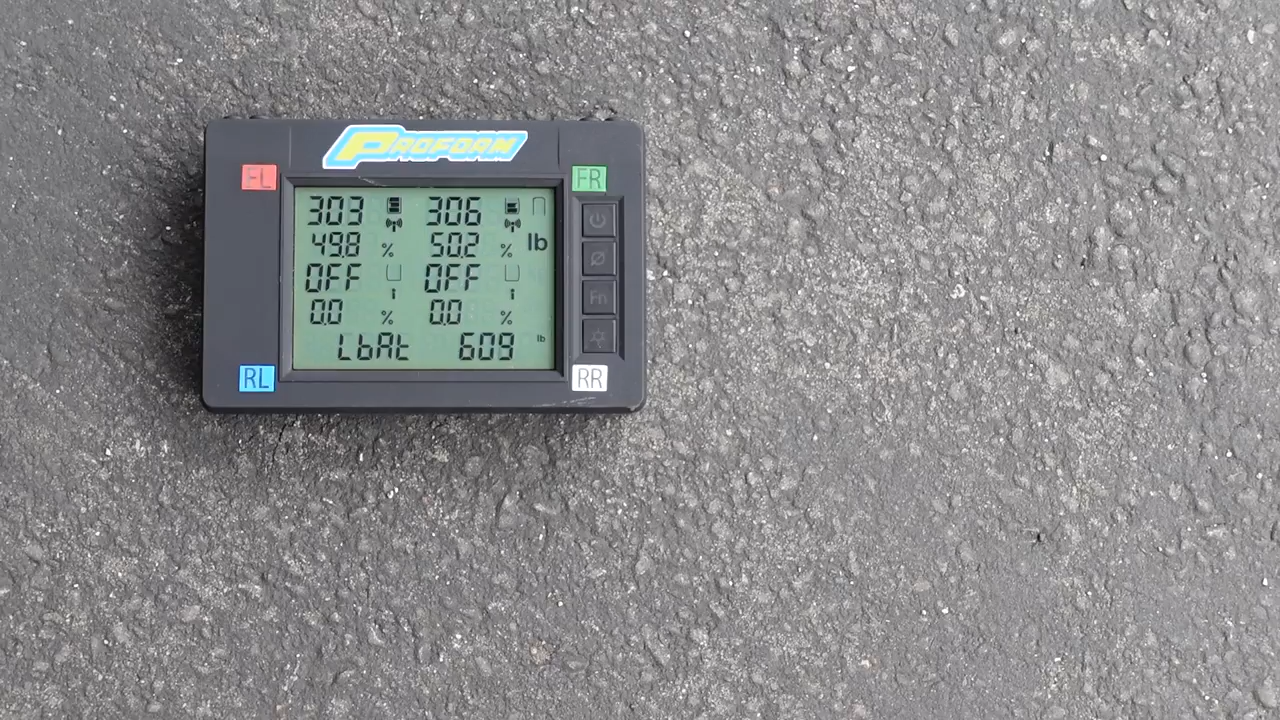 PROFORM
FL
FR
303 306
49.8 % 50.2 % lb
OFF OFF
0.0 % 0.0 %
LbAt 609 lb
Fn
RL
RR